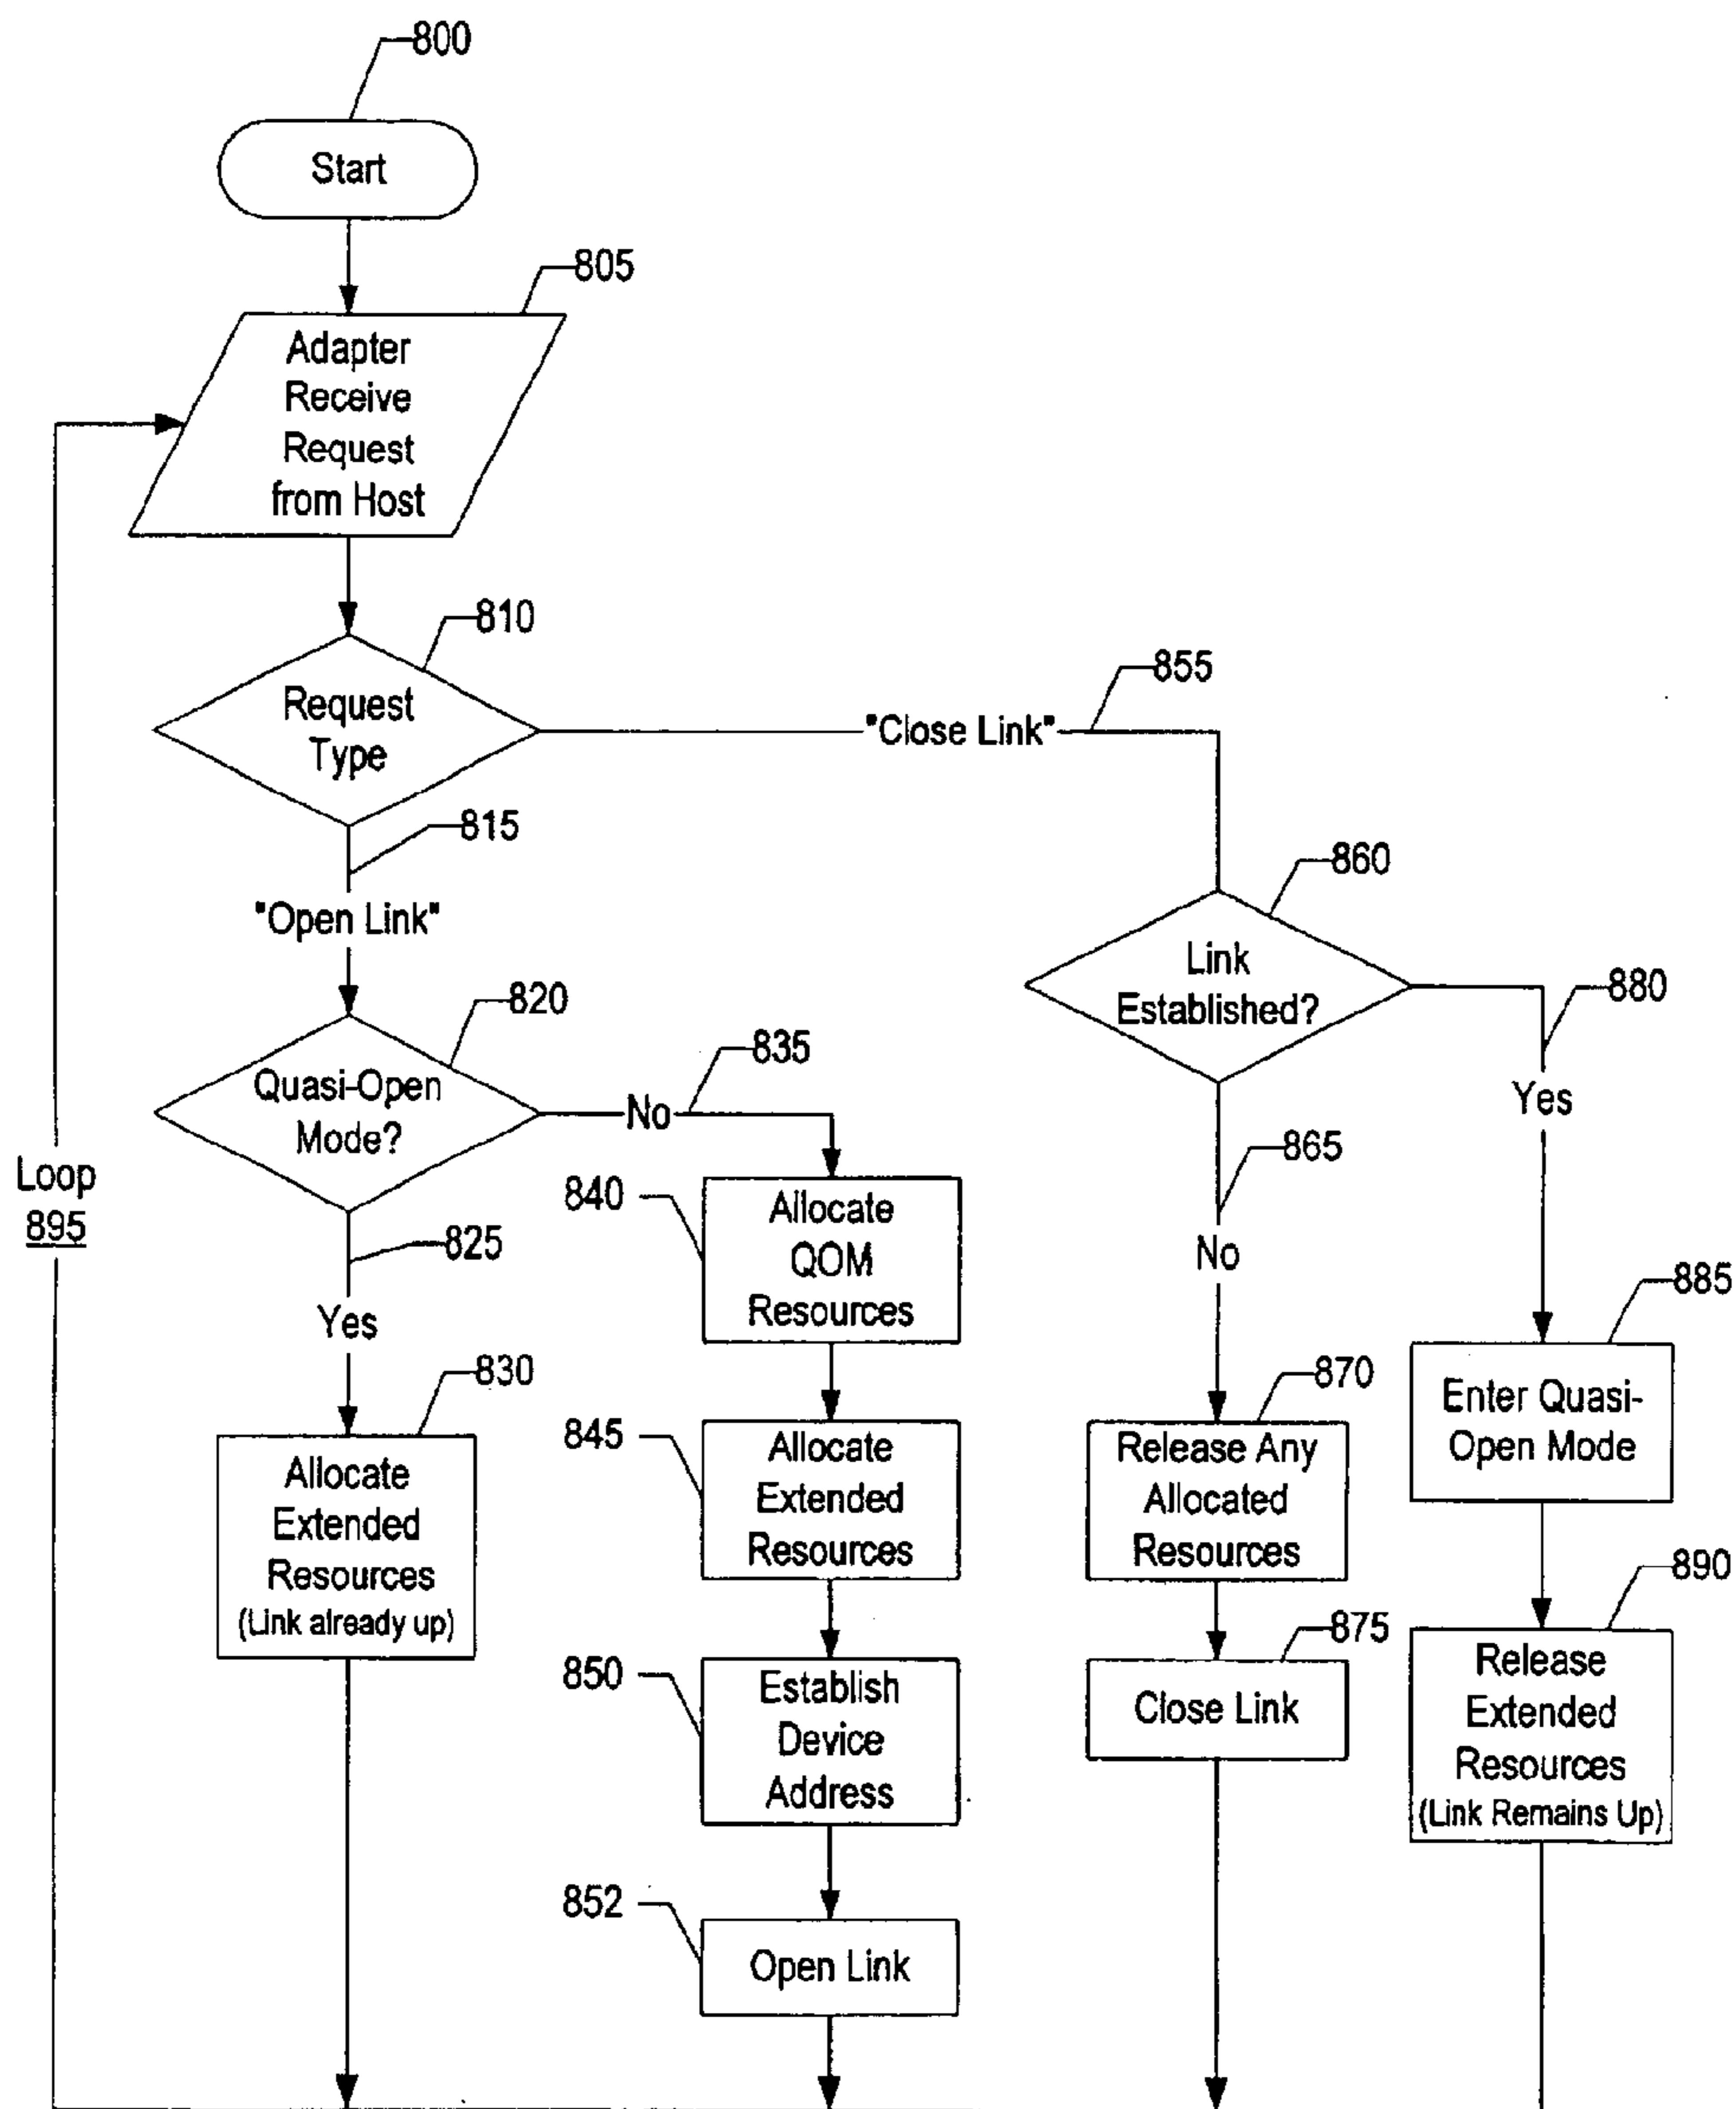 800
Start
805
Adapter
Receive
Request
from Host
810
Request
Type
855
"Close Link"
815
"Open Link"
860
Link
Established?
880
Yes
820
Quasi-Open
Mode?
835
No
865
No
Loop
895
825
Yes
840
Allocate
QOM
Resources
885
Enter Quasi-
Open Mode
830
Allocate
Extended
Resources
(Link already up)
845
Allocate
Extended
Resources
870
Release Any
Allocated
Resources
890
Release
Extended
Resources
(Link Remains Up)
850
Establish
Device
Address
875
Close Link
852
Open Link